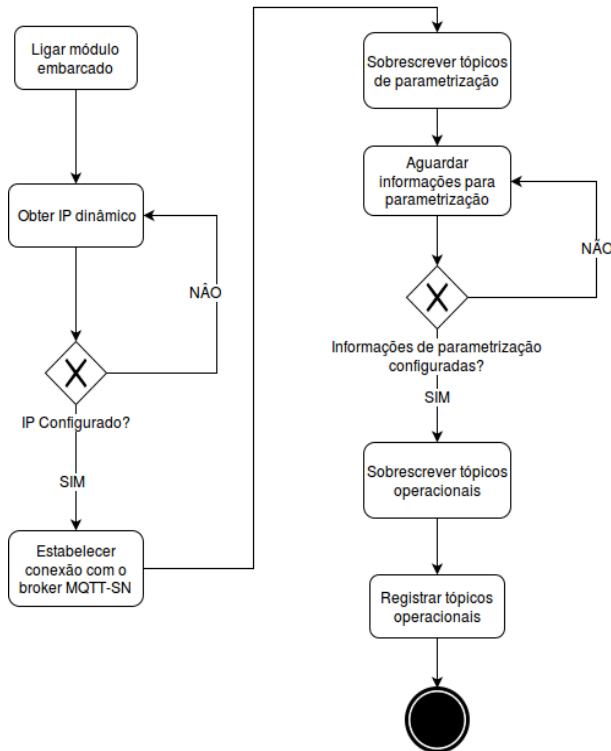 Ligar módulo
embarcado
Obter IP dinâmico
NÃO
IP Configurado?
SIM
Estabelecer
conexão com o
broker MQTT-SN
Sobrescrever tópicos
de parametrização
Aguardar
informações para
parametrização
NÃO
Informações de parametrização
configuradas?
SIM
Sobrescrever tópicos
operacionais
Registrar tópicos
operacionais